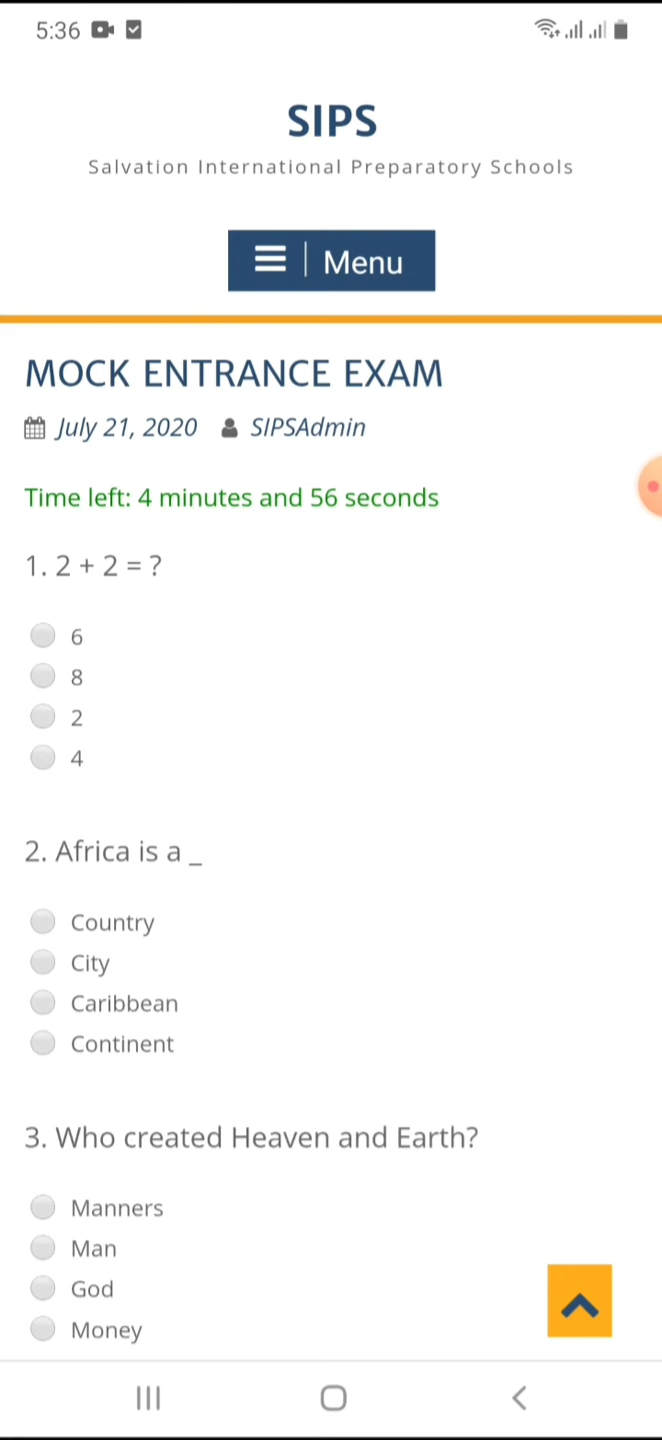 5:36
SIPS
Salvation International Preparatory Schools
Menu
MOCK ENTRANCE EXAM
July 21, 2020 SIPSAdmin
Time left: 4 minutes and 56 seconds
1. 2 + 2 = ?
6
8
2
4
2. Africa is a _
Country
City
Caribbean
Continent
3. Who created Heaven and Earth?
Manners
Man
God
Money